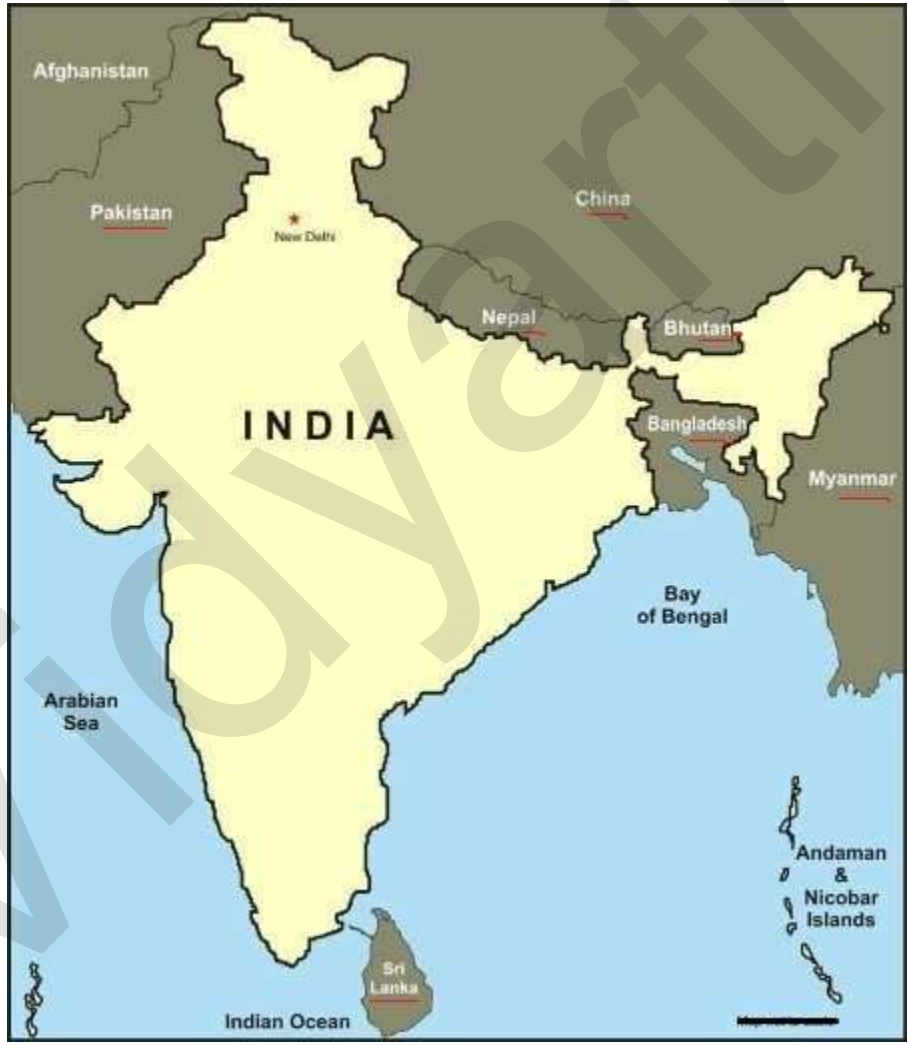 Afghanistan
Pakistan
China
New Delhi
Nepal
Bhutan
INDIA
Bangladesh
Myanmar
Bay
of Bengal
Arabian
Sea
Andaman
&
Nicobar
Islands
Sri
Lanka
Indian Ocean
vidyarti